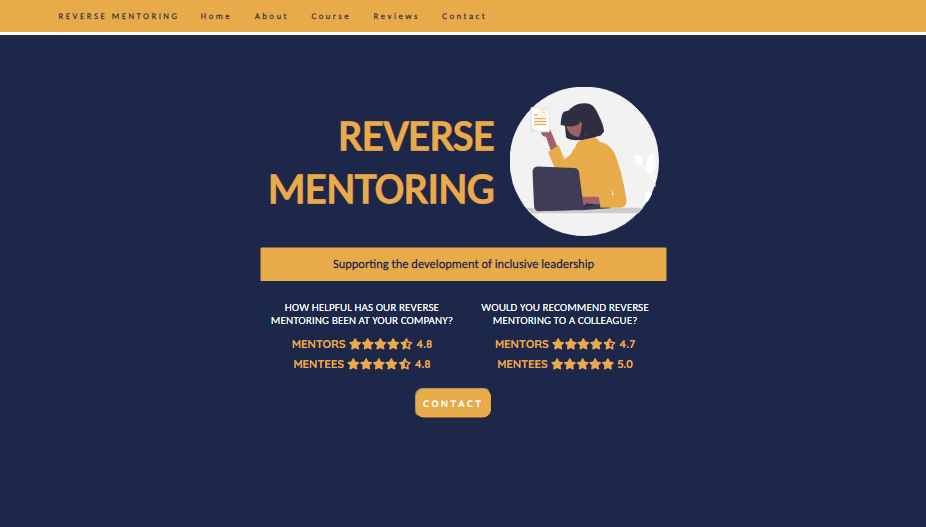 REVERSE MENTORING Home About Course Reviews Contact
REVERSE
MENTORING
Supporting the development of inclusive leadership
HOW HELPFUL HAS OUR REVERSE
MENTORING BEEN AT YOUR COMPANY?
MENTORS 4.8
MENTEES 4.8
WOULD YOU RECOMMEND REVERSE
MENTORING TO A COLLEAGUE?
MENTORS 4.7
MENTEES 5.0
CONTACT